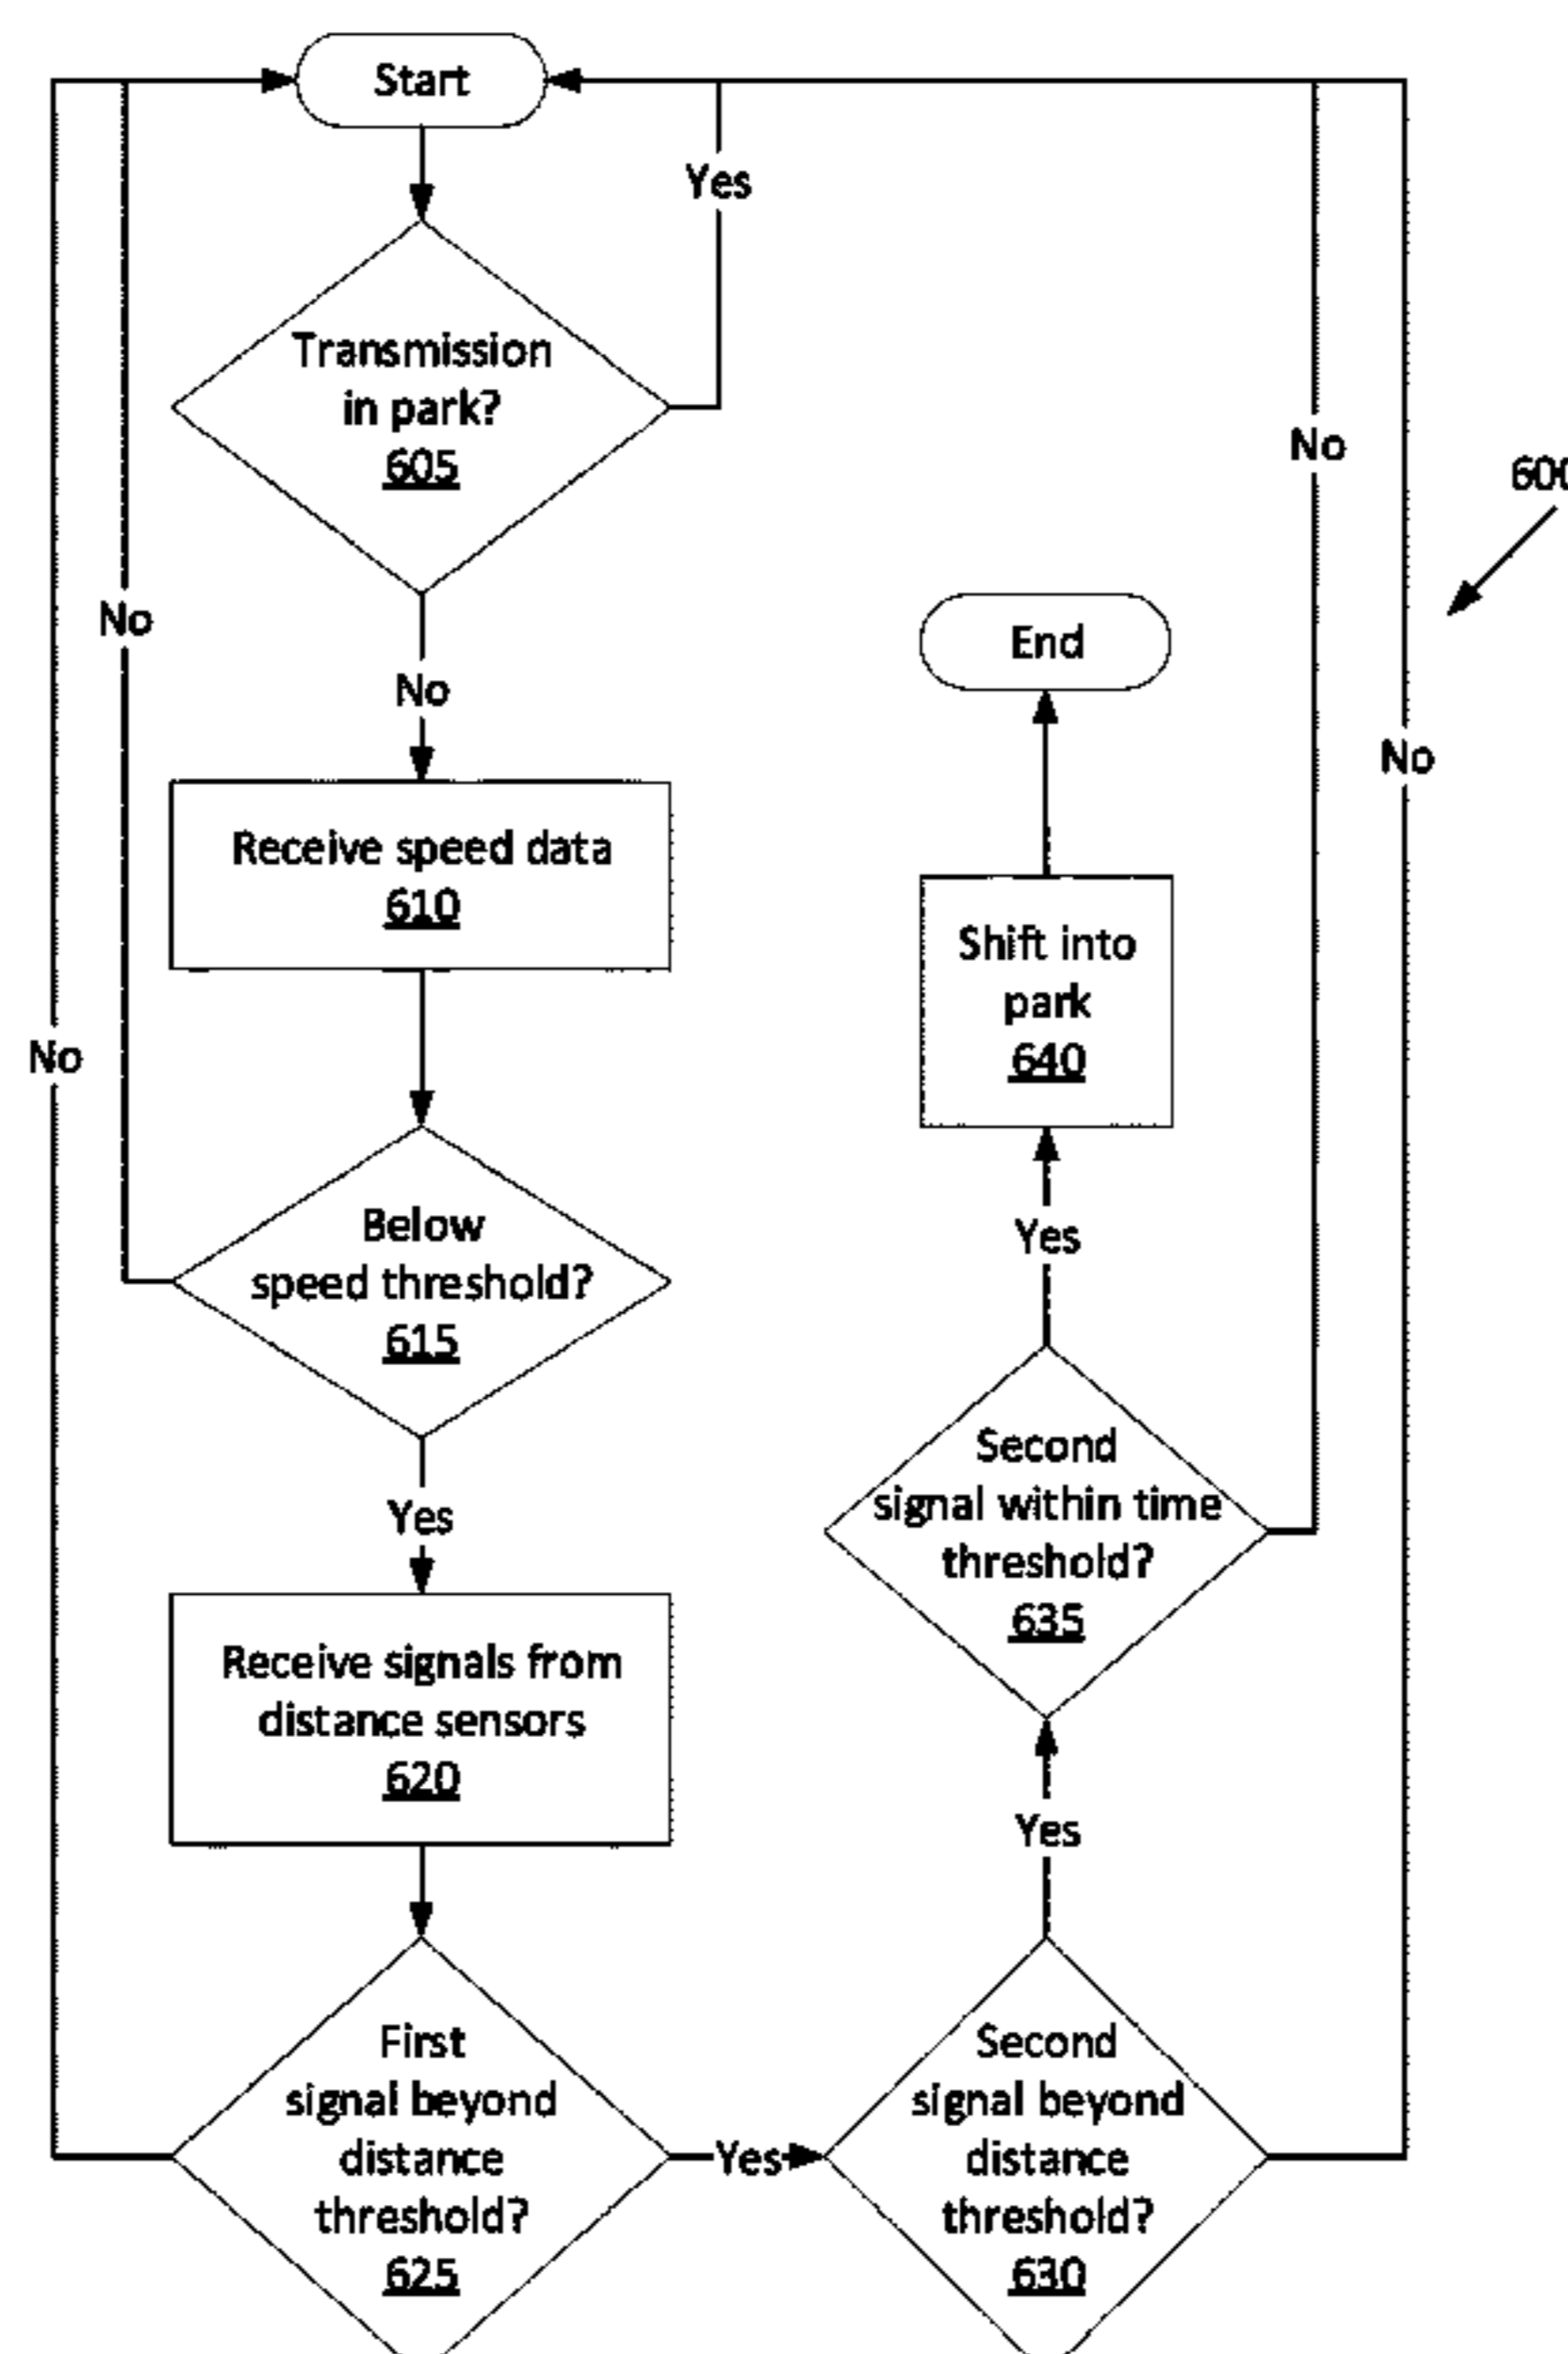 Start
Yes
Transmission
in park?
605
No
No
Receive speed data
610
No
Below
speed threshold?
615
Yes
Receive signals from
distance sensors
620
First
signal beyond
distance
threshold?
625
Yes
Second
signal beyond
distance
threshold?
630
Yes
Second
signal within time
threshold?
635
Yes
Shift into
park
640
End
No
No
600